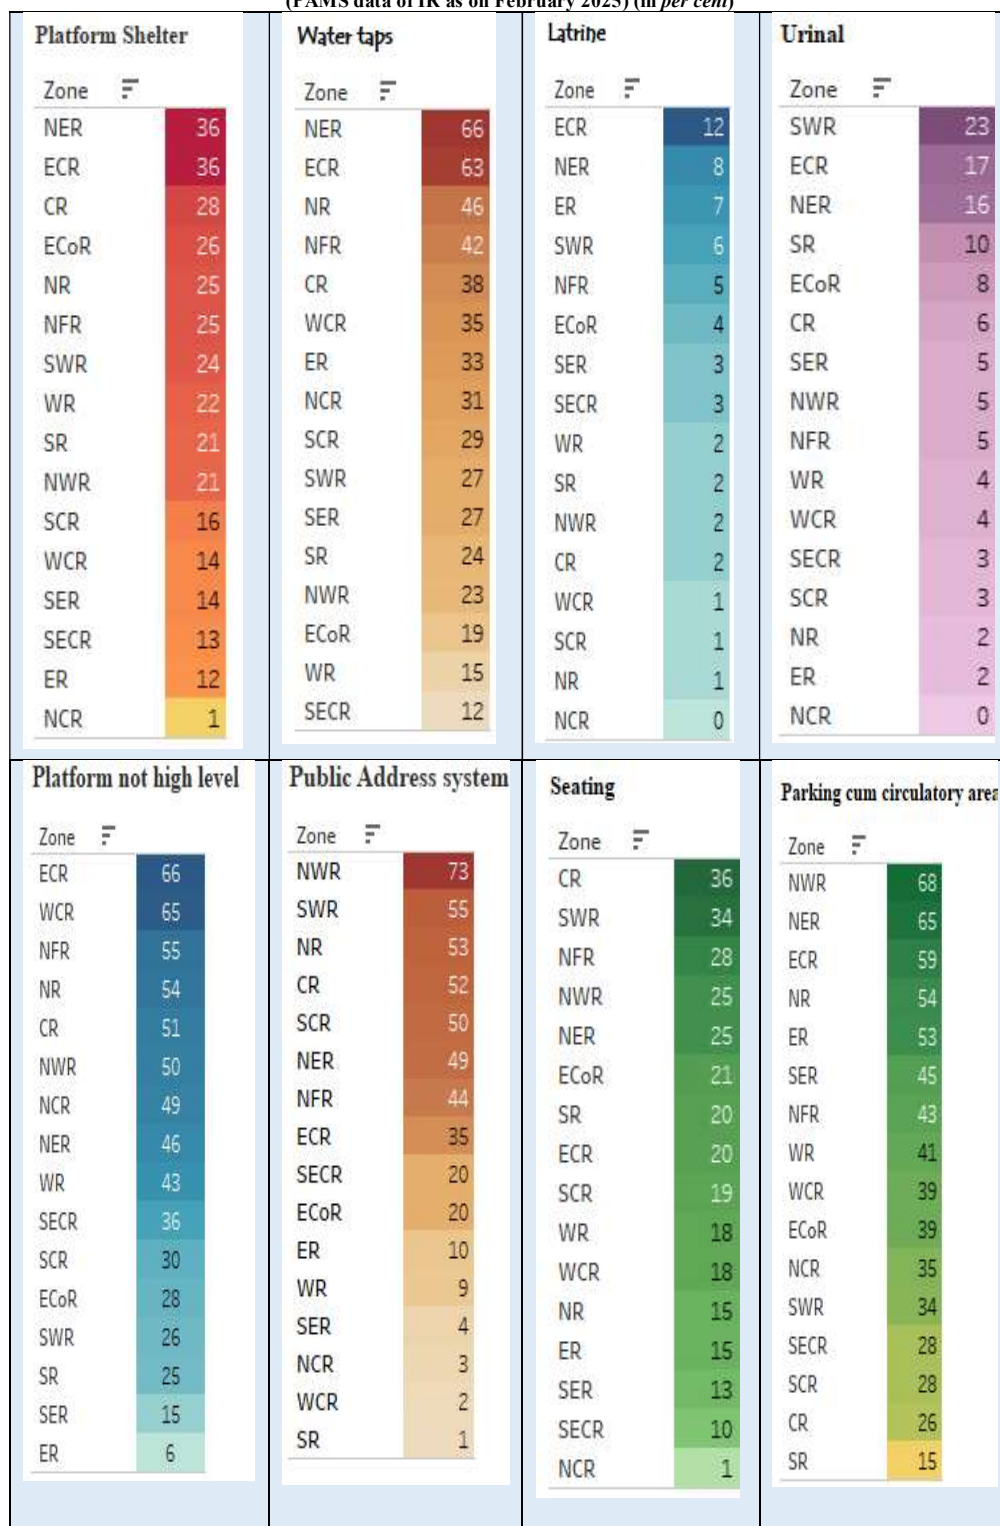 (PAMS data of IR as on February 2025) (in per cent)
Platform Shelter
Zone
NER 36
ECR 36
CR 28
ECoR 26
NR 25
NFR 25
SWR 24
WR 22
SR 21
NWR 21
SCR 16
WCR 14
SER 14
SECR 13
ER 12
NCR 1
Water taps
Zone
NER 66
ECR 63
NR 46
NFR 42
CR 38
WCR 35
ER 33
NCR 31
SCR 29
SWR 27
SER 27
SR 24
NWR 23
ECoR 19
WR 15
SECR 12
Latrine
Zone
ECR 12
NER 8
ER 7
SWR 6
NFR 5
ECoR 4
SER 3
SECR 3
WR 2
SR 2
NWR 2
CR 2
WCR 1
SCR 1
NR 1
NCR 0
Urinal
Zone
SWR 23
ECR 17
NER 16
SR 10
ECoR 8
CR 6
SER 5
NWR 5
NFR 5
WR 4
WCR 4
SECR 3
SCR 3
NR 2
ER 2
NCR 0
Platform not high level
Zone
ECR 66
WCR 65
NFR 55
NR 54
CR 51
NWR 50
NCR 49
NER 46
WR 43
SECR 36
SCR 30
ECoR 28
SWR 26
SR 25
SER 15
ER 6
Public Address system
Zone
NWR 73
SWR 55
NR 53
CR 52
SCR 50
NER 49
NFR 44
ECR 35
SECR 20
ECoR 20
ER 10
WR 9
SER 4
NCR 3
WCR 2
SR 1
Seating
Zone
CR 36
SWR 34
NFR 28
NWR 25
NER 25
ECoR 21
SR 20
ECR 20
SCR 19
WR 18
WCR 18
NR 15
ER 15
SER 13
SECR 10
NCR 1
Parking cum circulatory area
Zone
NWR 68
NER 65
ECR 59
NR 54
ER 53
SER 45
NFR 43
WR 41
WCR 39
ECoR 39
NCR 35
SWR 34
SECR 28
SCR 28
CR 26
SR 15